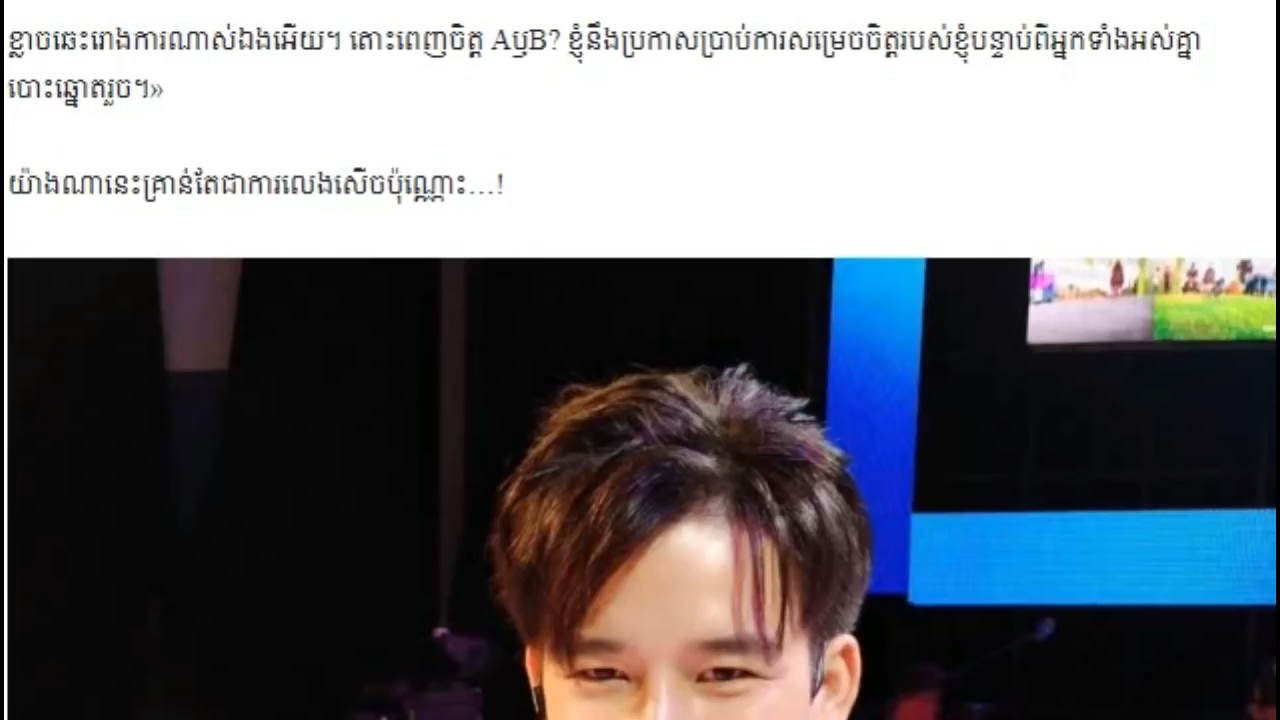 ខ្លាចឆេះរោងការណាស់ឯងអើយ។ តោះពេញចិត្ត AឬB? ខ្ញុំនឹងប្រកាសប្រាប់ការសម្រេចចិត្តរបស់ខ្ញុំបន្ទាប់ពីអ្នកទាំងអស់គ្នា
បោះឆ្នោតរួច។»
យ៉ាងណានេះគ្រាន់តែជាការលេងសើចប៉ុណ្ណោះ…!